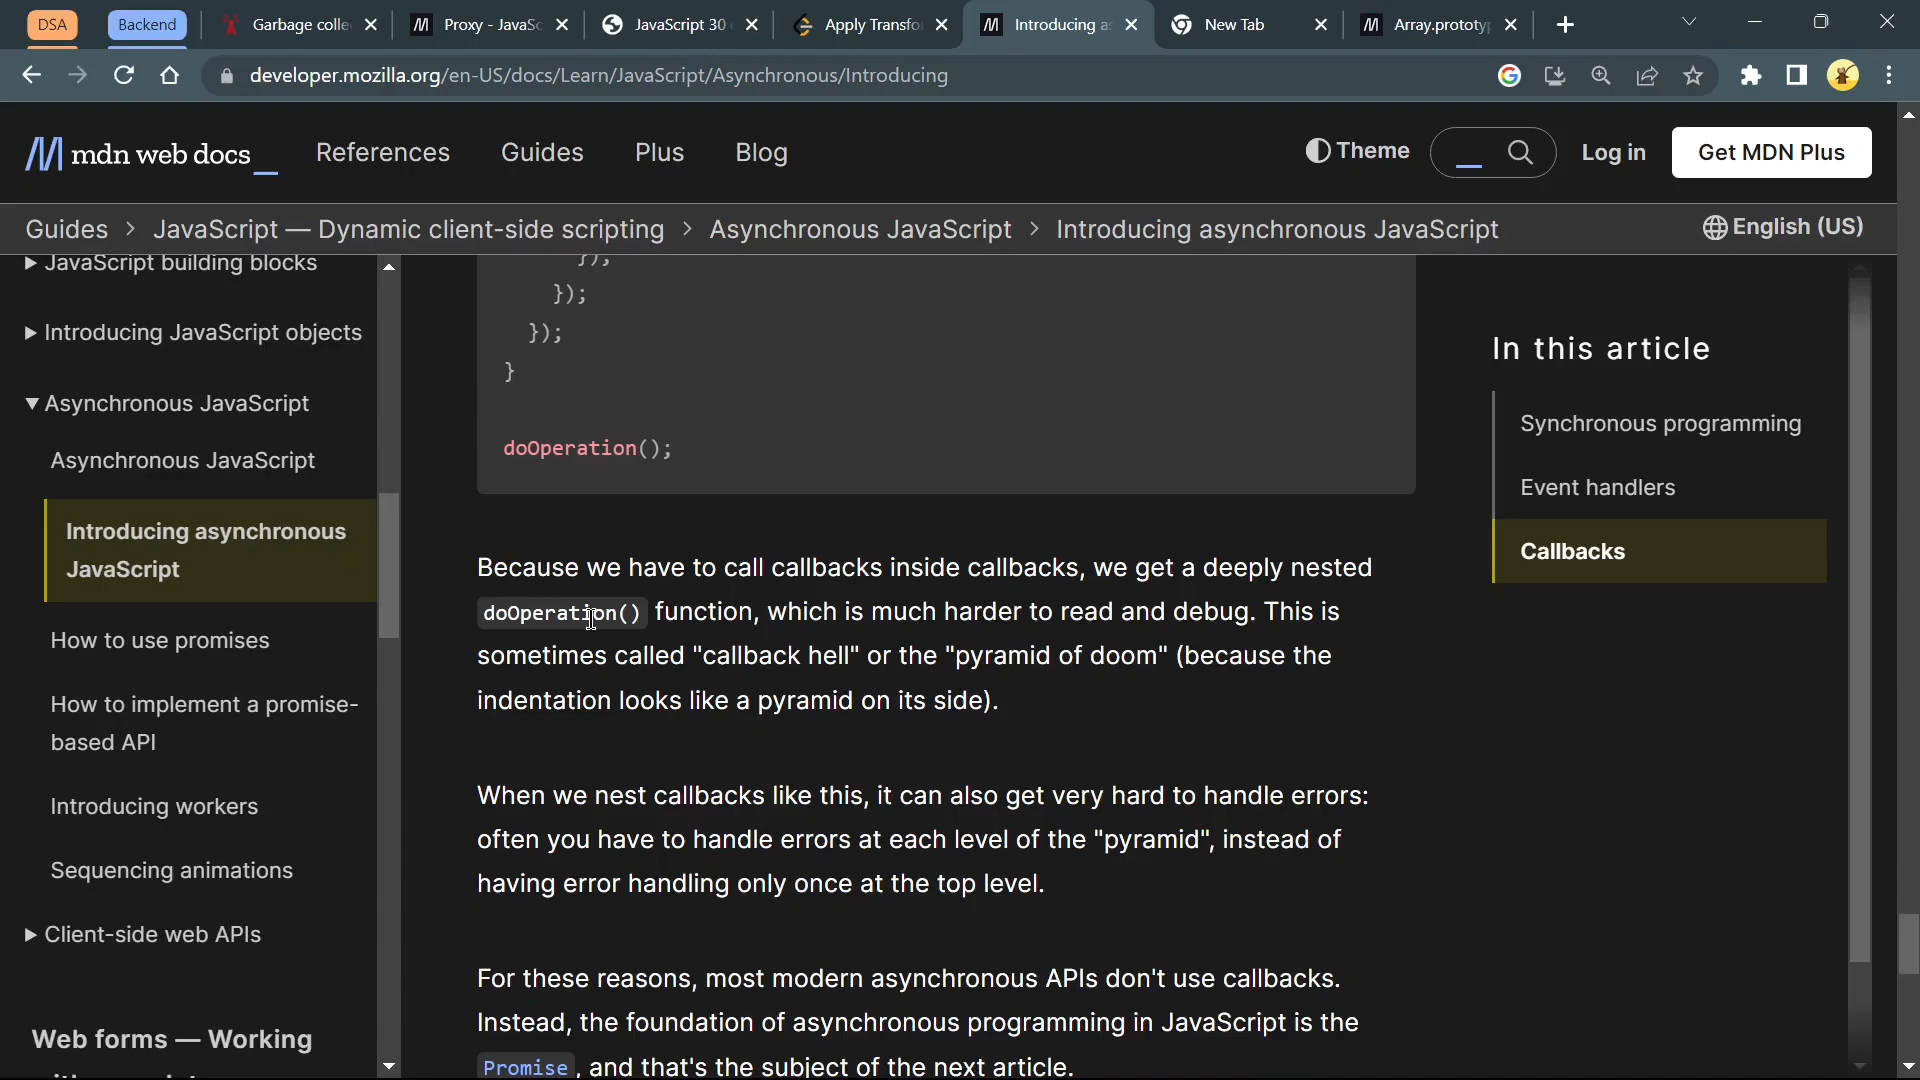 DSA
Backend
Garbage colle
Proxy - JavaSc
JavaScript 30
Apply Transfo
Introducing as
New Tab
Array.prototyp
developer.mozilla.org/en-US/docs/Learn/JavaScript/Asynchronous/Introducing
mdn web docs_
References
Guides
Plus
Blog
Theme
Log in
Get MDN Plus
Guides > JavaScript — Dynamic client-side scripting > Asynchronous JavaScript > Introducing asynchronous JavaScript
English (US)
JavaScript building blocks
Introducing JavaScript objects
Asynchronous JavaScript
Asynchronous JavaScript
Introducing asynchronous
JavaScript
How to use promises
How to implement a promise-
based API
Introducing workers
Sequencing animations
Client-side web APIs
Web forms — Working
});
});
});
}
doOperation();
Because we have to call callbacks inside callbacks, we get a deeply nested
doOperation() function, which is much harder to read and debug. This is
sometimes called "callback hell" or the "pyramid of doom" (because the
indentation looks like a pyramid on its side).
When we nest callbacks like this, it can also get very hard to handle errors:
often you have to handle errors at each level of the "pyramid", instead of
having error handling only once at the top level.
For these reasons, most modern asynchronous APIs don't use callbacks.
Instead, the foundation of asynchronous programming in JavaScript is the
Promise, and that's the subject of the next article.
In this article
Synchronous programming
Event handlers
Callbacks